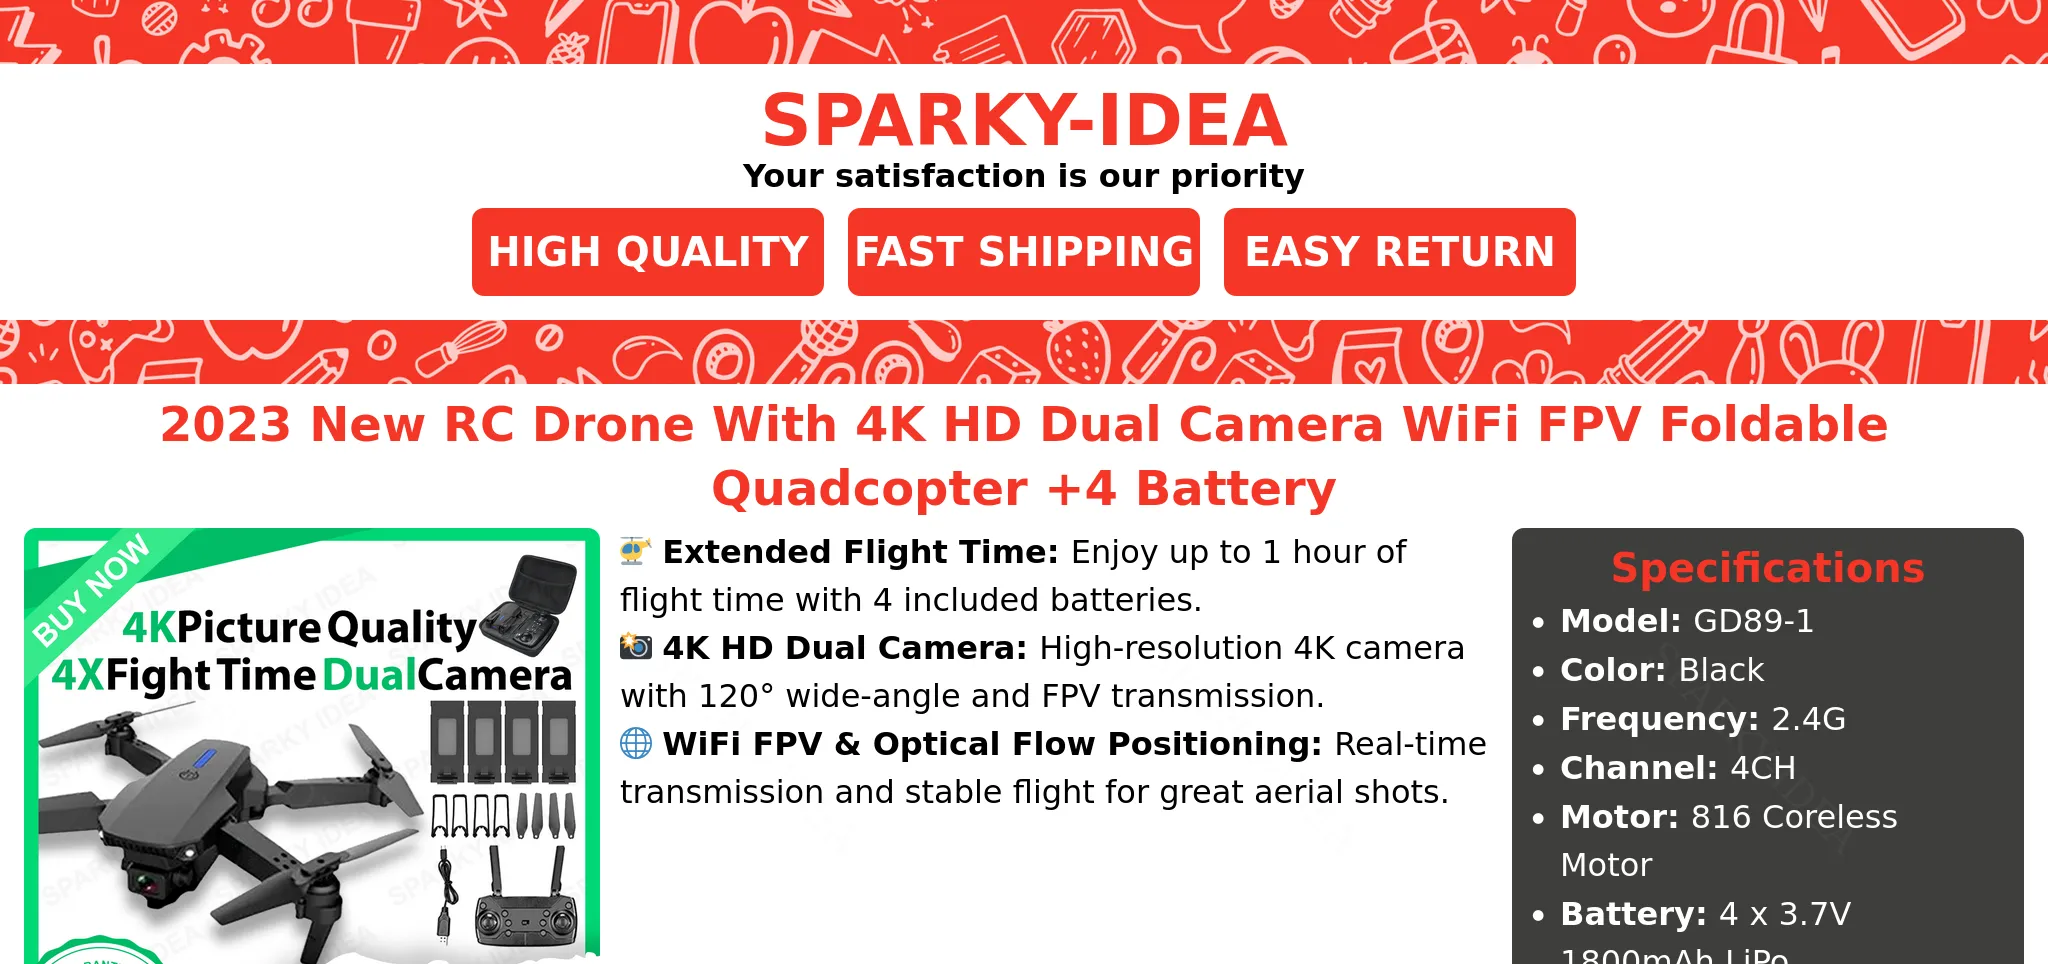 SPARKY-IDEA
Your satisfaction is our priority
HIGH QUALITY
FAST SHIPPING
EASY RETURN
2023 New RC Drone With 4K HD Dual Camera WiFi FPV Foldable
Quadcopter +4 Battery
BUY NOW
4KPicture Quality
4XFight Time DualCamera
Extended Flight Time: Enjoy up to 1 hour of
flight time with 4 included batteries.
4K HD Dual Camera: High-resolution 4K camera
with 120° wide-angle and FPV transmission.
WiFi FPV & Optical Flow Positioning: Real-time
transmission and stable flight for great aerial shots.
Specifications
• Model: GD89-1
• Color: Black
• Frequency: 2.4G
• Channel: 4CH
• Motor: 816 Coreless
Motor
• Battery: 4 x 3.7V
1800mAh LiPo
SPARKY IDEA